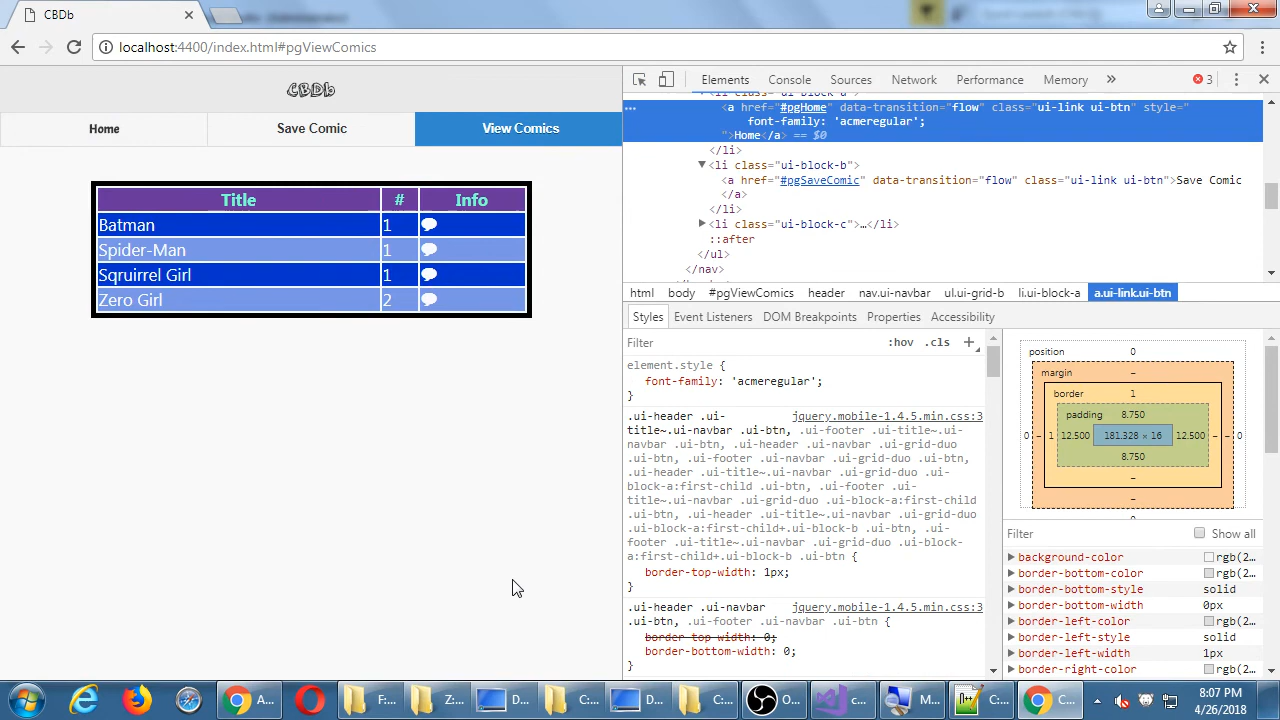 CBDb
localhost:4400/index.html#pgViewComics
CBDb
Home Save Comic View Comics
Title # Info
Batman 1
Spider-Man 1
Sqruirrel Girl 1
Zero Girl 2
Elements Console Sources Network Performance Memory » 3
<a href="#pgHome" data-transition="flow" class="ui-link ui-btn" style="
font-family: 'acmeregular';
">Home</a> == $0
</li>
<li class="ui-block-b">
<a href="#pgSaveComic" data-transition="flow" class="ui-link ui-btn">Save Comic
</a>
</li>
<li class="ui-block-c">…</li>
::after
</ul>
</nav>
html body #pgViewComics header nav.ui-navbar ul.ui-grid-b li.ui-block-a a.ui-link.ui-btn
Styles Event Listeners DOM Breakpoints Properties Accessibility
Filter :hov .cls +
element.style {
font-family: 'acmeregular';
}
.ui-header .ui- jquery.mobile-1.4.5.min.css:3
title~.ui-navbar .ui-btn, .ui-footer .ui-title~.ui-
navbar .ui-btn, .ui-header .ui-navbar .ui-grid-duo
.ui-btn, .ui-footer .ui-navbar .ui-grid-duo .ui-btn,
.ui-header .ui-title~.ui-navbar .ui-grid-duo .ui-
block-a:first-child .ui-btn, .ui-footer .ui-
title~.ui-navbar .ui-grid-duo .ui-block-a:first-child
.ui-btn, .ui-header .ui-title~.ui-navbar .ui-grid-duo
.ui-block-a:first-child+.ui-block-b .ui-btn, .ui-
footer .ui-title~.ui-navbar .ui-grid-duo .ui-block-
a:first-child+.ui-block-b .ui-btn {
border-top-width: 1px;
}
.ui-header .ui-navbar jquery.mobile-1.4.5.min.css:3
.ui-btn, .ui-footer .ui-navbar .ui-btn {
border-top-width: 0;
border-bottom-width: 0;
}
position 0
margin –
border 1
padding 8.750
0 – 1 12.500 181.328 × 16 12.500 1 – 0
8.750
–
–
Filter Show all
background-color rgb(2…
border-bottom-color rgb(2…
border-bottom-style solid
border-bottom-width 0px
border-left-color rgb(2…
border-left-style solid
border-left-width 1px
border-right-color rgb(2…
A... F:... Z:... D... C:... D... C:... O... c... M... C:... C...
8:07 PM
4/26/2018